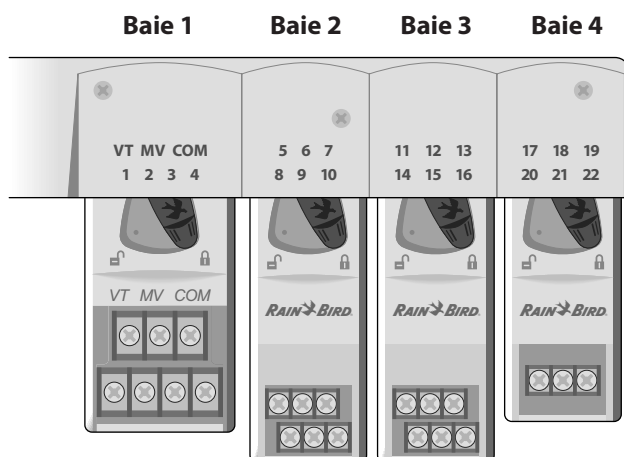 Baie 1 Baie 2 Baie 3 Baie 4
VT MV COM 5 6 7 11 12 13 17 18 19
1 2 3 4 8 9 10 14 15 16 20 21 22
VT MV COM
RAIN BIRD. RAIN BIRD. RAIN BIRD.